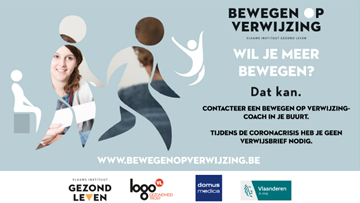 BEWEGEN OP
VERWIJZING
VLAAMS INSTITUUT GEZOND LEVEN
WIL JE MEER
BEWEGEN?
Dat kan.
CONTACTEER EEN BEWEGEN OP VERWIJZING-
COACH IN JE BUURT.
TIJDENS DE CORONACRISIS HEB JE GEEN
VERWIJSBRIEF NODIG.
WWW.BEWEGENOPVERWIJZING.BE
VLAAMS INSTITUUT
GEZOND
LEVEN
logo
domus
medica
Vlaanderen